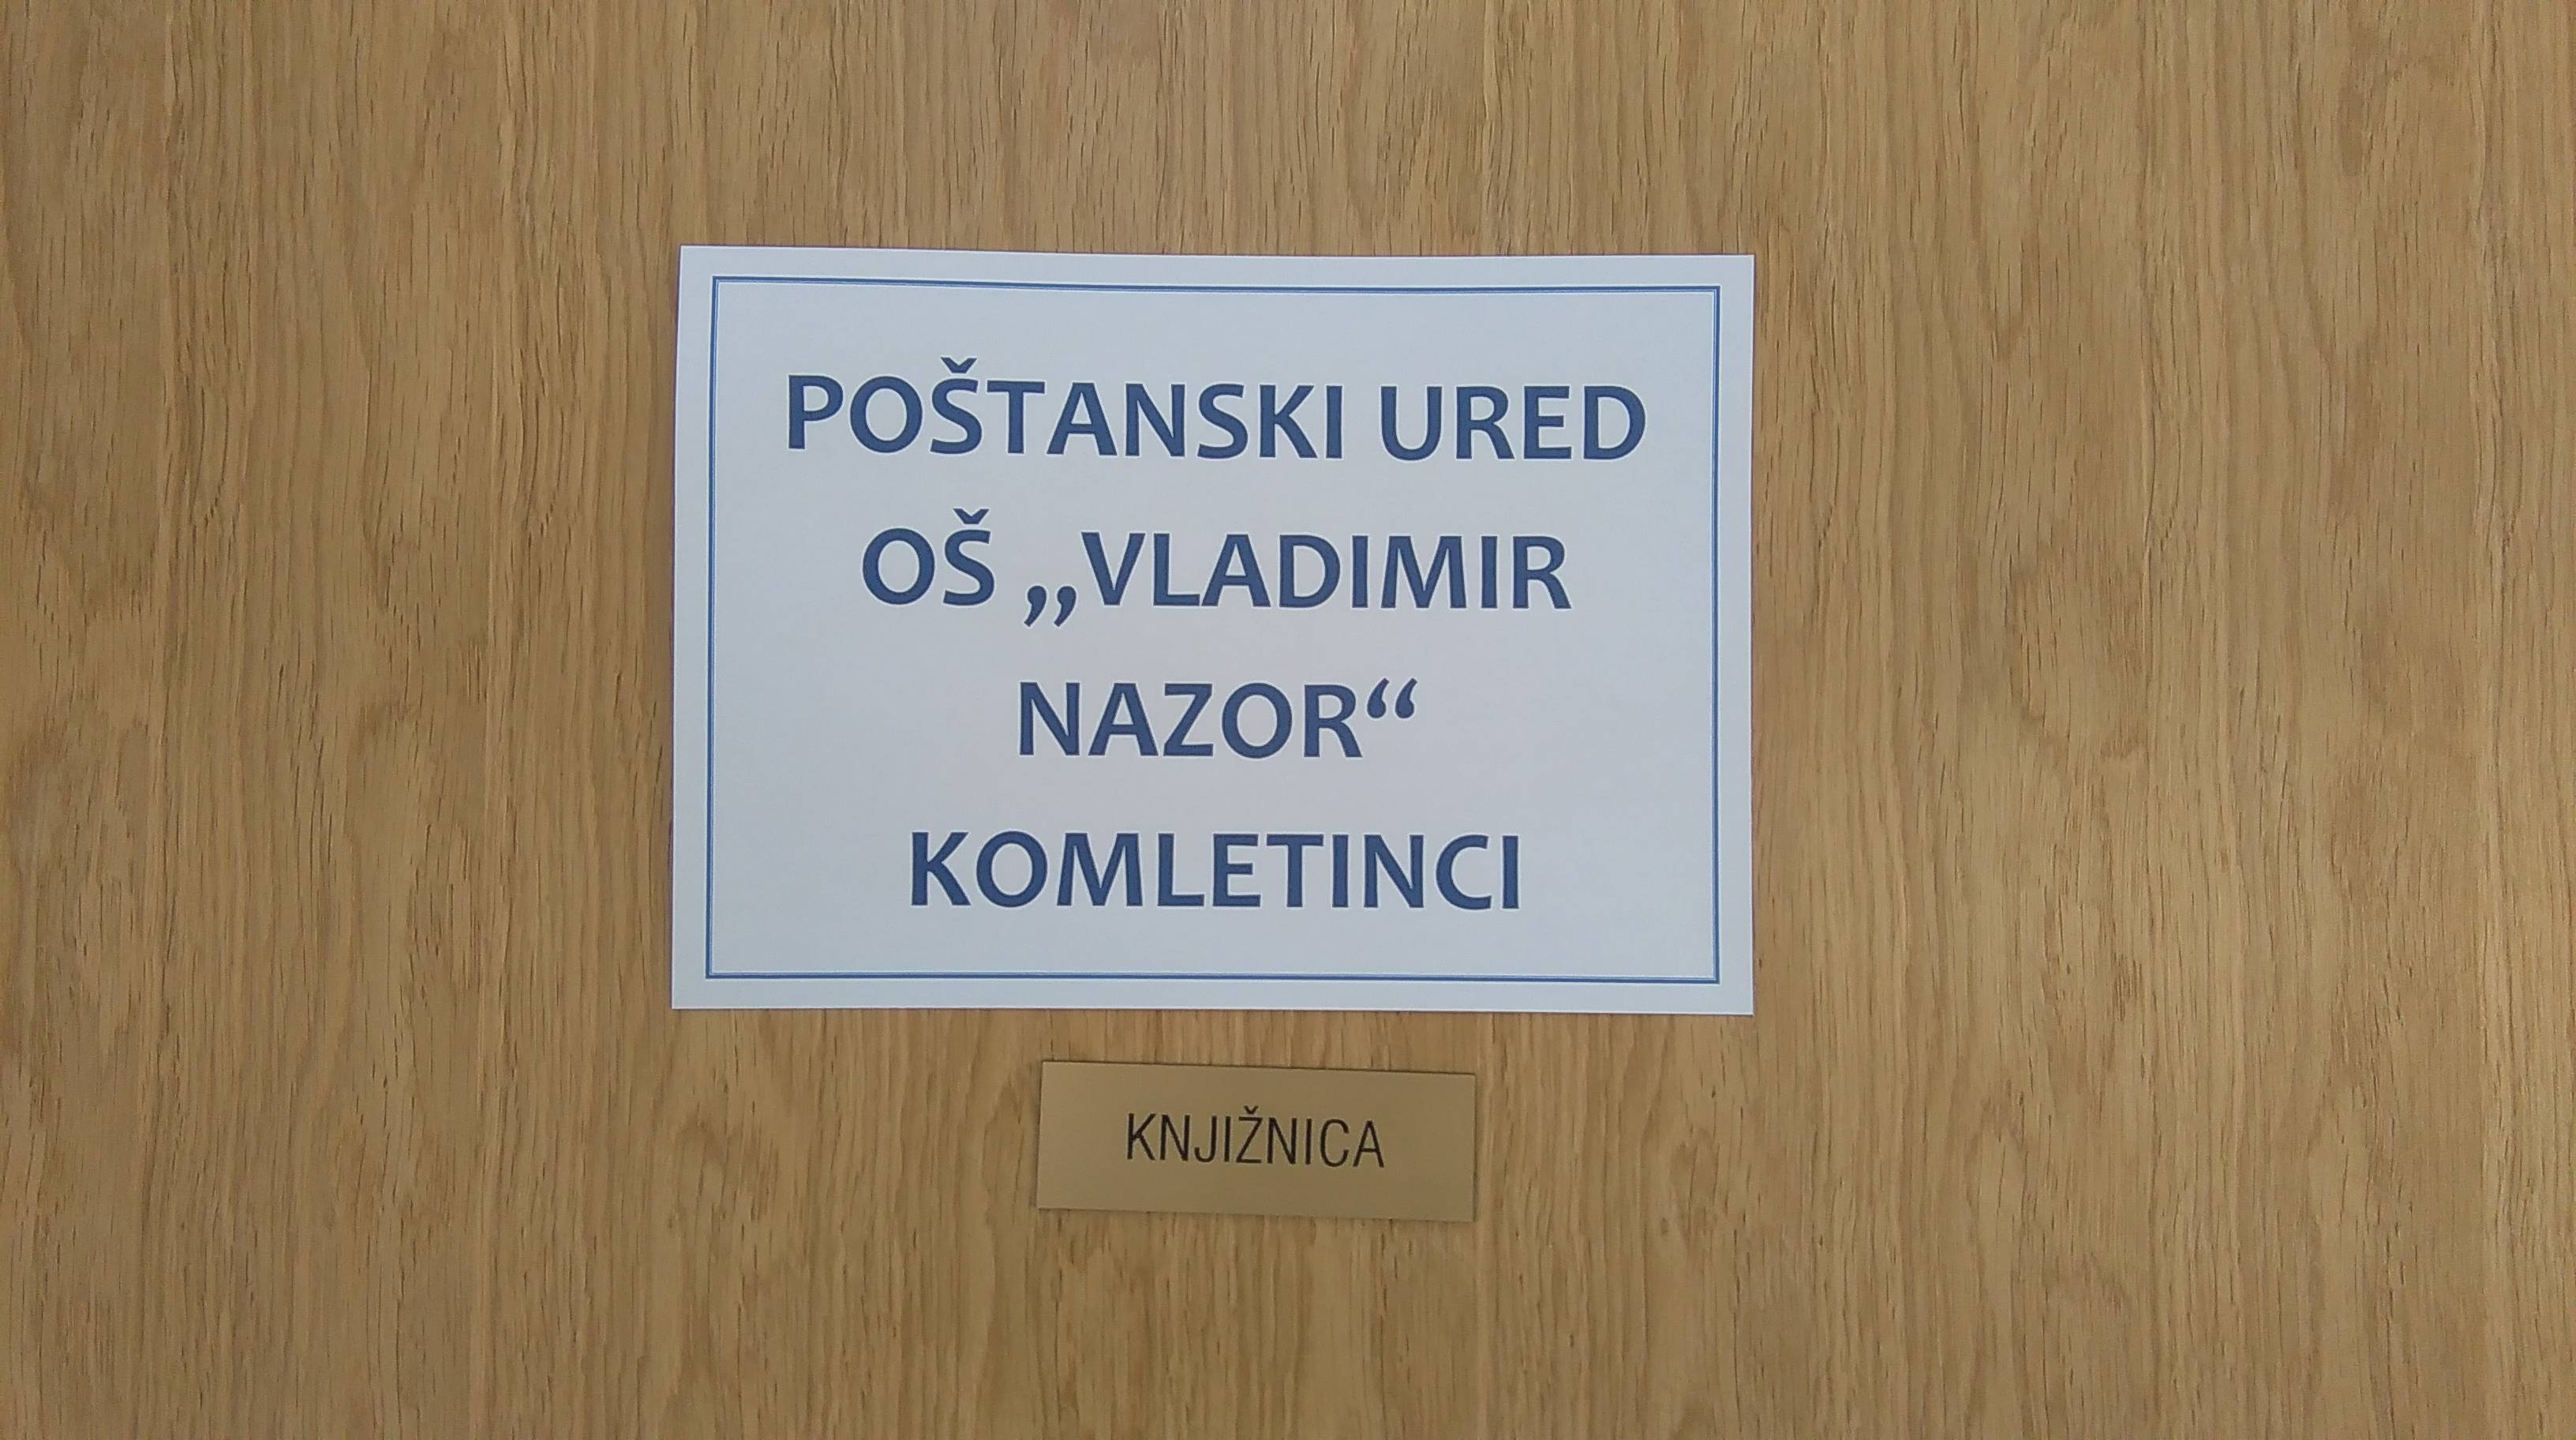 POŠTANSKI URED
OŠ „VLADIMIR
NAZOR“
KOMLETINCI
KNJIŽNICA